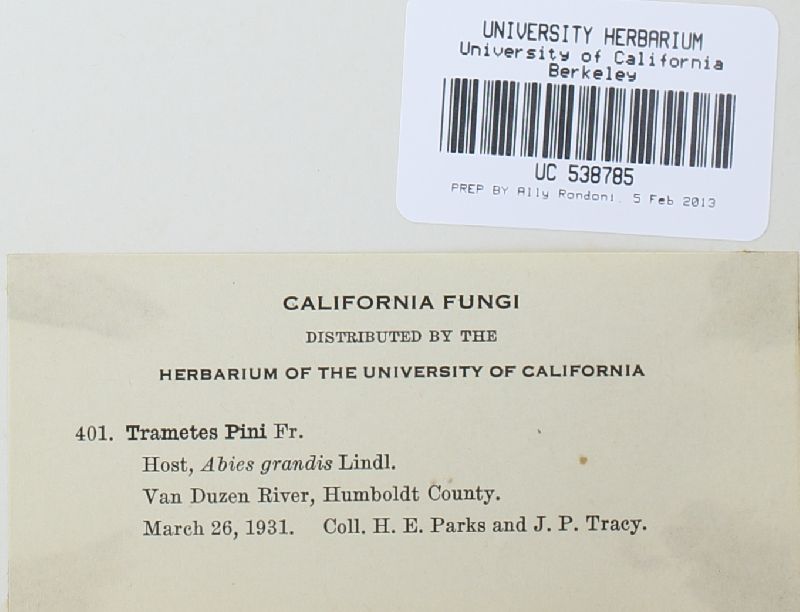 UNIVERSITY HERBARIUM
University of California
Berkeley
UC 538785
PREP BY Ally Rondoni. 5 Feb 2013
CALIFORNIA FUNGI
DISTRIBUTED BY THE
HERBARIUM OF THE UNIVERSITY OF CALIFORNIA
401. Trametes Pini Fr.
Host, Abies grandis Lindl.
Van Duzen River, Humboldt County.
March 26, 1931. Coll. H. E. Parks and J. P. Tracy.